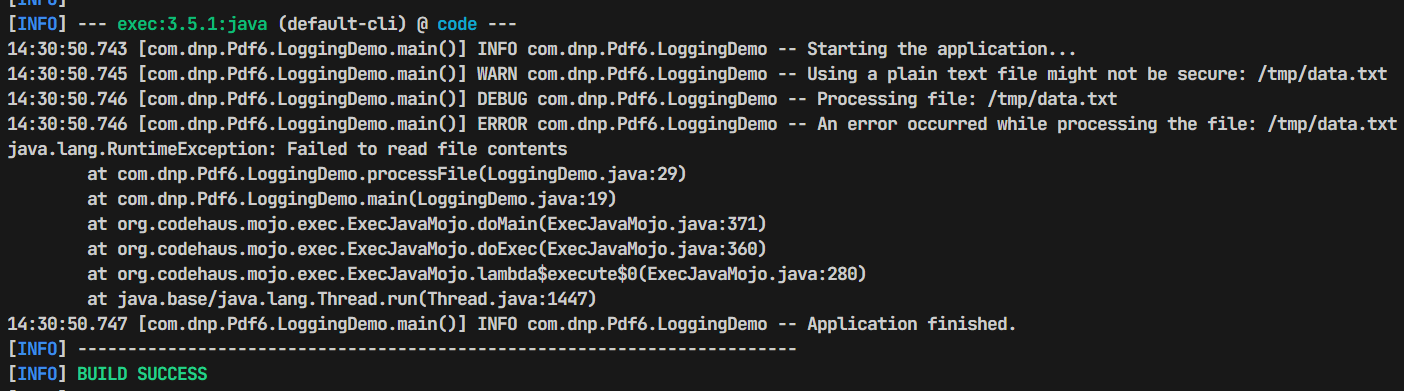 [INFO]
[INFO] --- exec:3.5.1:java (default-cli) @ code ---
14:30:50.743 [com.dnp.Pdf6.LoggingDemo.main()] INFO com.dnp.Pdf6.LoggingDemo -- Starting the application...
14:30:50.745 [com.dnp.Pdf6.LoggingDemo.main()] WARN com.dnp.Pdf6.LoggingDemo -- Using a plain text file might not be secure: /tmp/data.txt
14:30:50.746 [com.dnp.Pdf6.LoggingDemo.main()] DEBUG com.dnp.Pdf6.LoggingDemo -- Processing file: /tmp/data.txt
14:30:50.746 [com.dnp.Pdf6.LoggingDemo.main()] ERROR com.dnp.Pdf6.LoggingDemo -- An error occurred while processing the file: /tmp/data.txt
java.lang.RuntimeException: Failed to read file contents
        at com.dnp.Pdf6.LoggingDemo.processFile(LoggingDemo.java:29)
        at com.dnp.Pdf6.LoggingDemo.main(LoggingDemo.java:19)
        at org.codehaus.mojo.exec.ExecJavaMojo.doMain(ExecJavaMojo.java:371)
        at org.codehaus.mojo.exec.ExecJavaMojo.doExec(ExecJavaMojo.java:360)
        at org.codehaus.mojo.exec.ExecJavaMojo.lambda$execute$0(ExecJavaMojo.java:280)
        at java.base/java.lang.Thread.run(Thread.java:1447)
14:30:50.747 [com.dnp.Pdf6.LoggingDemo.main()] INFO com.dnp.Pdf6.LoggingDemo -- Application finished.
[INFO] ------------------------------------------------------------------------
[INFO] BUILD SUCCESS